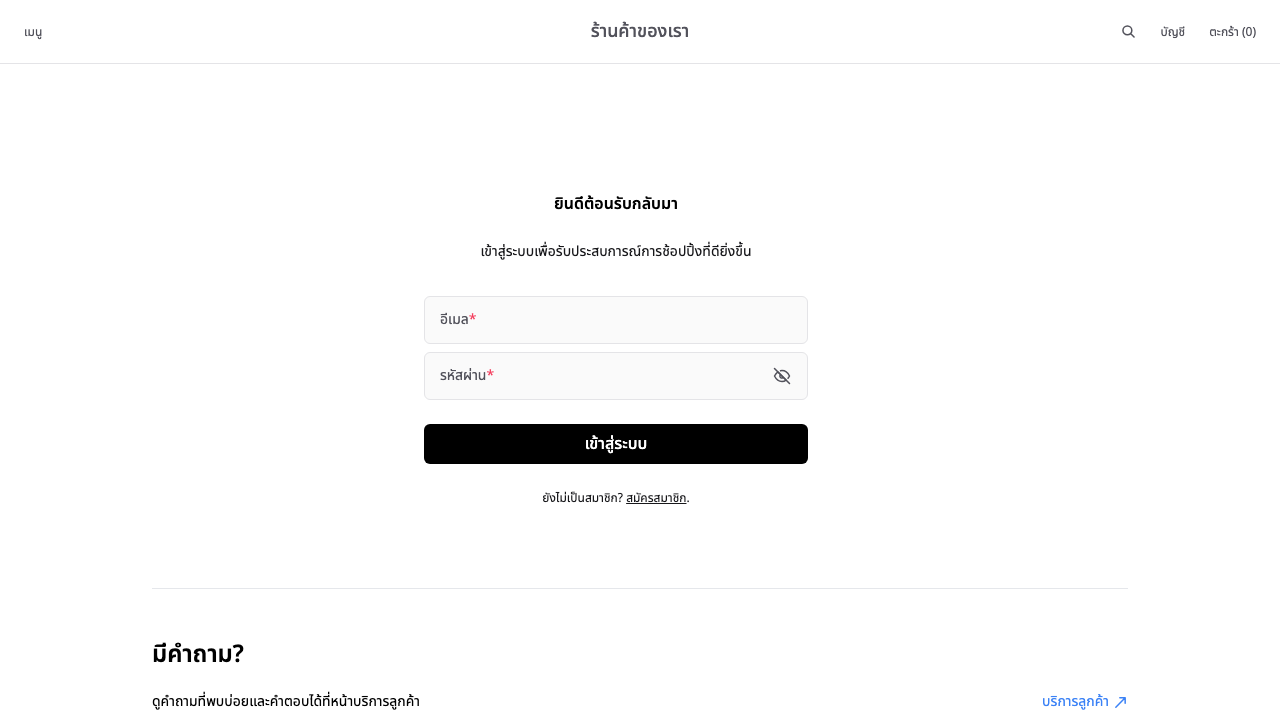 เมนู
ร้านค้าของเรา
บัญชี
ตะกร้า (0)
ยินดีต้อนรับกลับมา
เข้าสู่ระบบเพื่อรับประสบการณ์การช้อปปิ้งที่ดียิ่งขึ้น
อีเมล*
รหัสผ่าน*
เข้าสู่ระบบ
ยังไม่เป็นสมาชิก? สมัครสมาชิก.
มีคำถาม?
ดูคำถามที่พบบ่อยและคำตอบได้ที่หน้าบริการลูกค้า
บริการลูกค้า